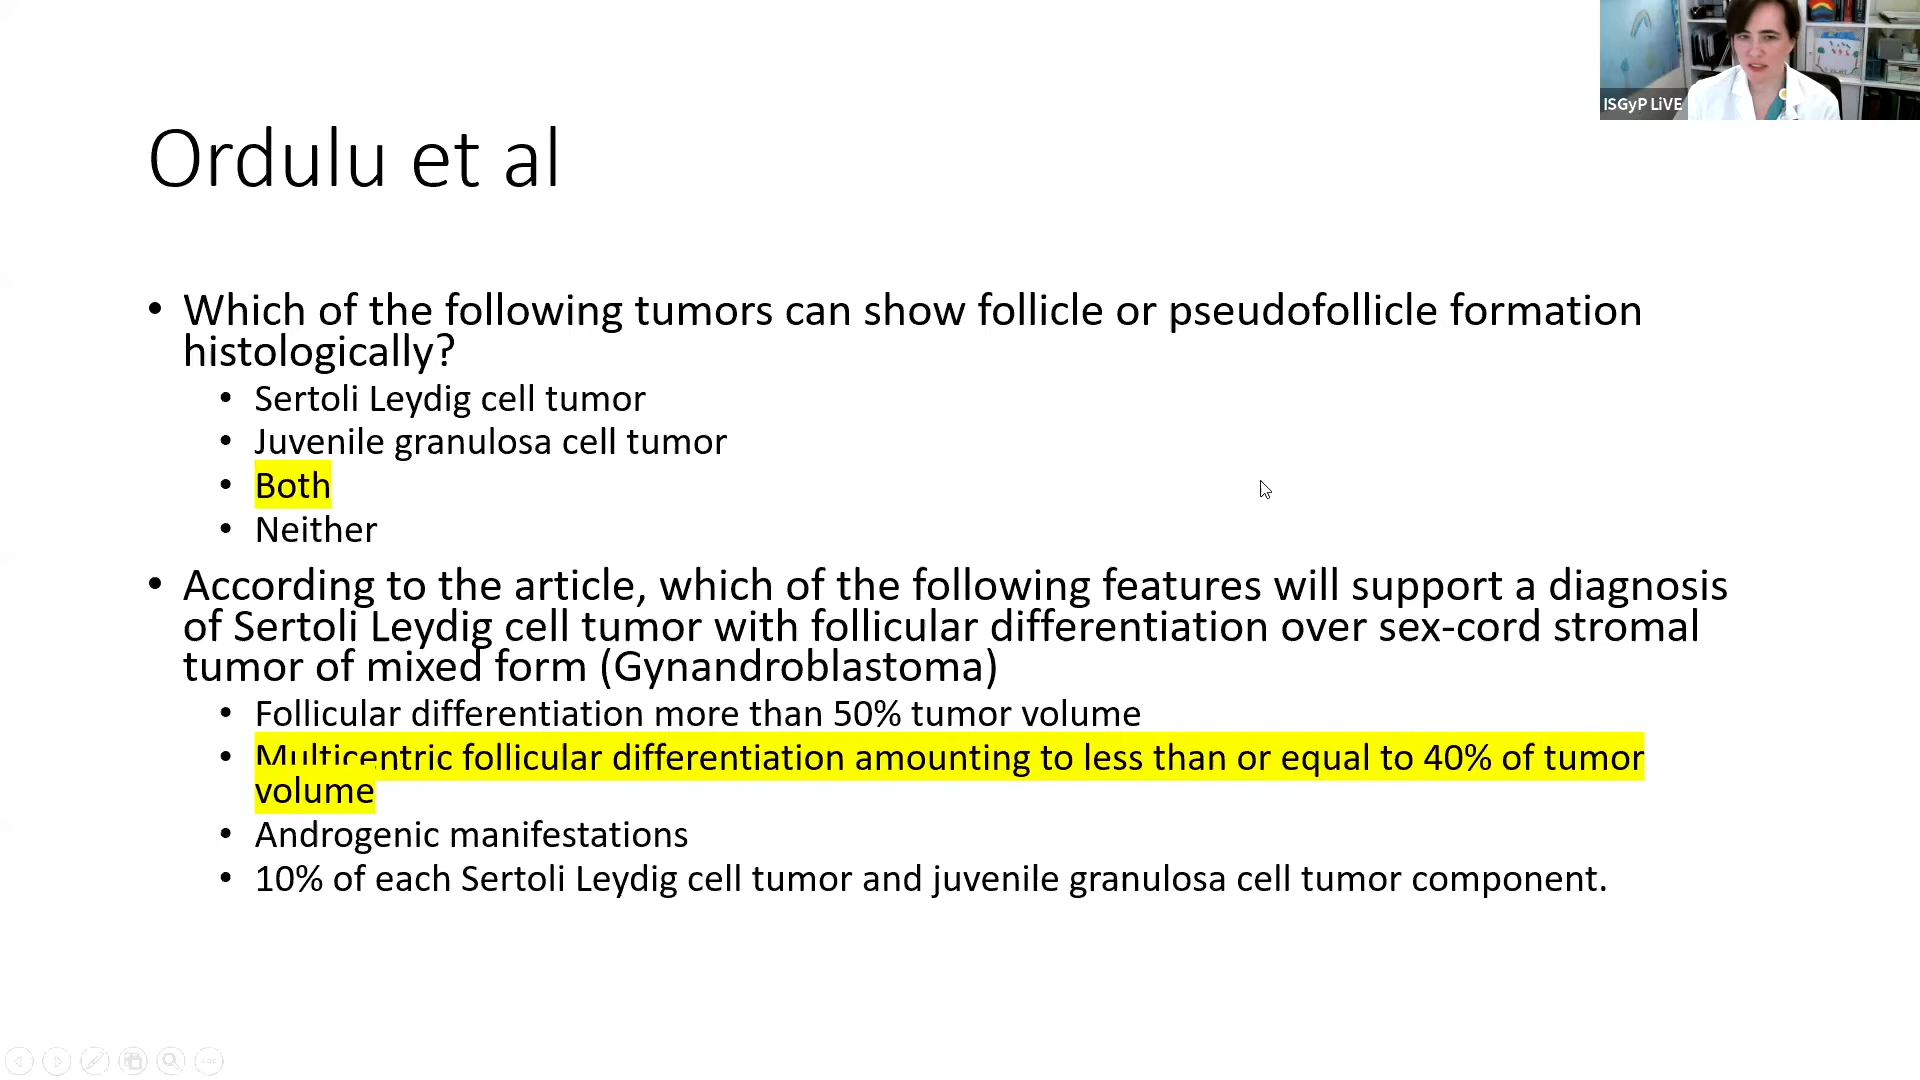 ISGyP LiVE
Ordulu et al
• Which of the following tumors can show follicle or pseudofollicle formation
histologically?
• Sertoli Leydig cell tumor
• Juvenile granulosa cell tumor
• Both
• Neither
• According to the article, which of the following features will support a diagnosis
of Sertoli Leydig cell tumor with follicular differentiation over sex-cord stromal
tumor of mixed form (Gynandroblastoma)
• Follicular differentiation more than 50% tumor volume
• Multicentric follicular differentiation amounting to less than or equal to 40% of tumor
volume
• Androgenic manifestations
• 10% of each Sertoli Leydig cell tumor and juvenile granulosa cell tumor component.